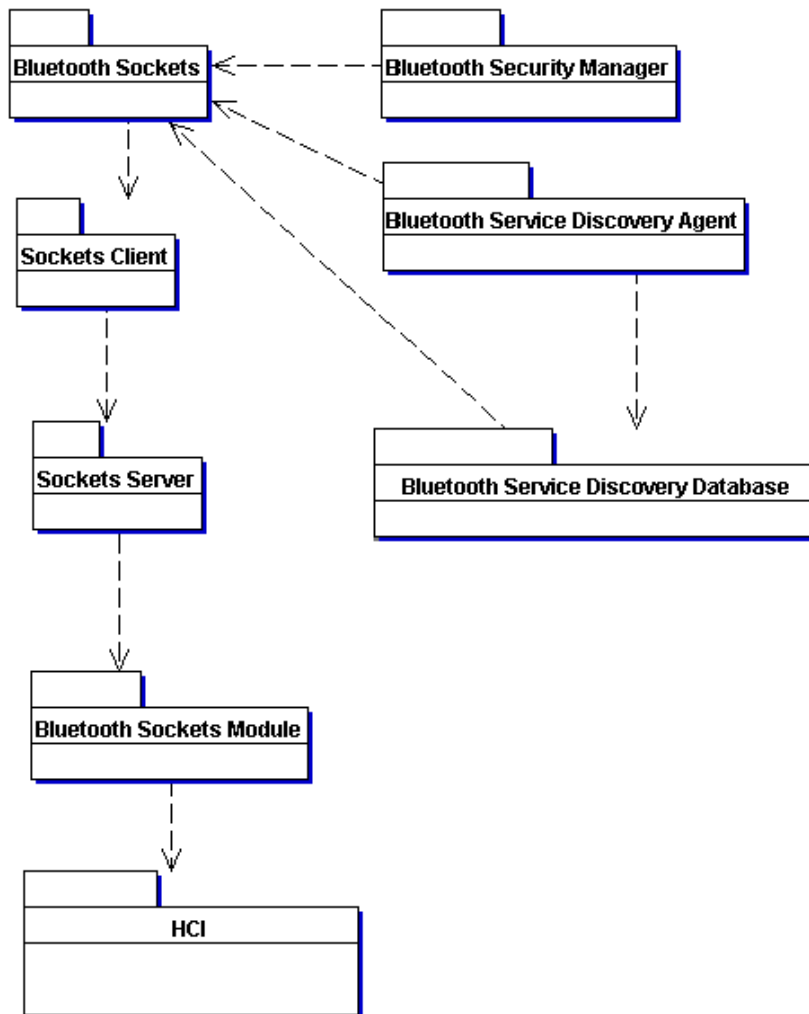 Bluetooth Sockets
Bluetooth Security Manager
Bluetooth Service Discovery Agent
Sockets Client
Sockets Server
Bluetooth Service Discovery Database
Bluetooth Sockets Module
HCI